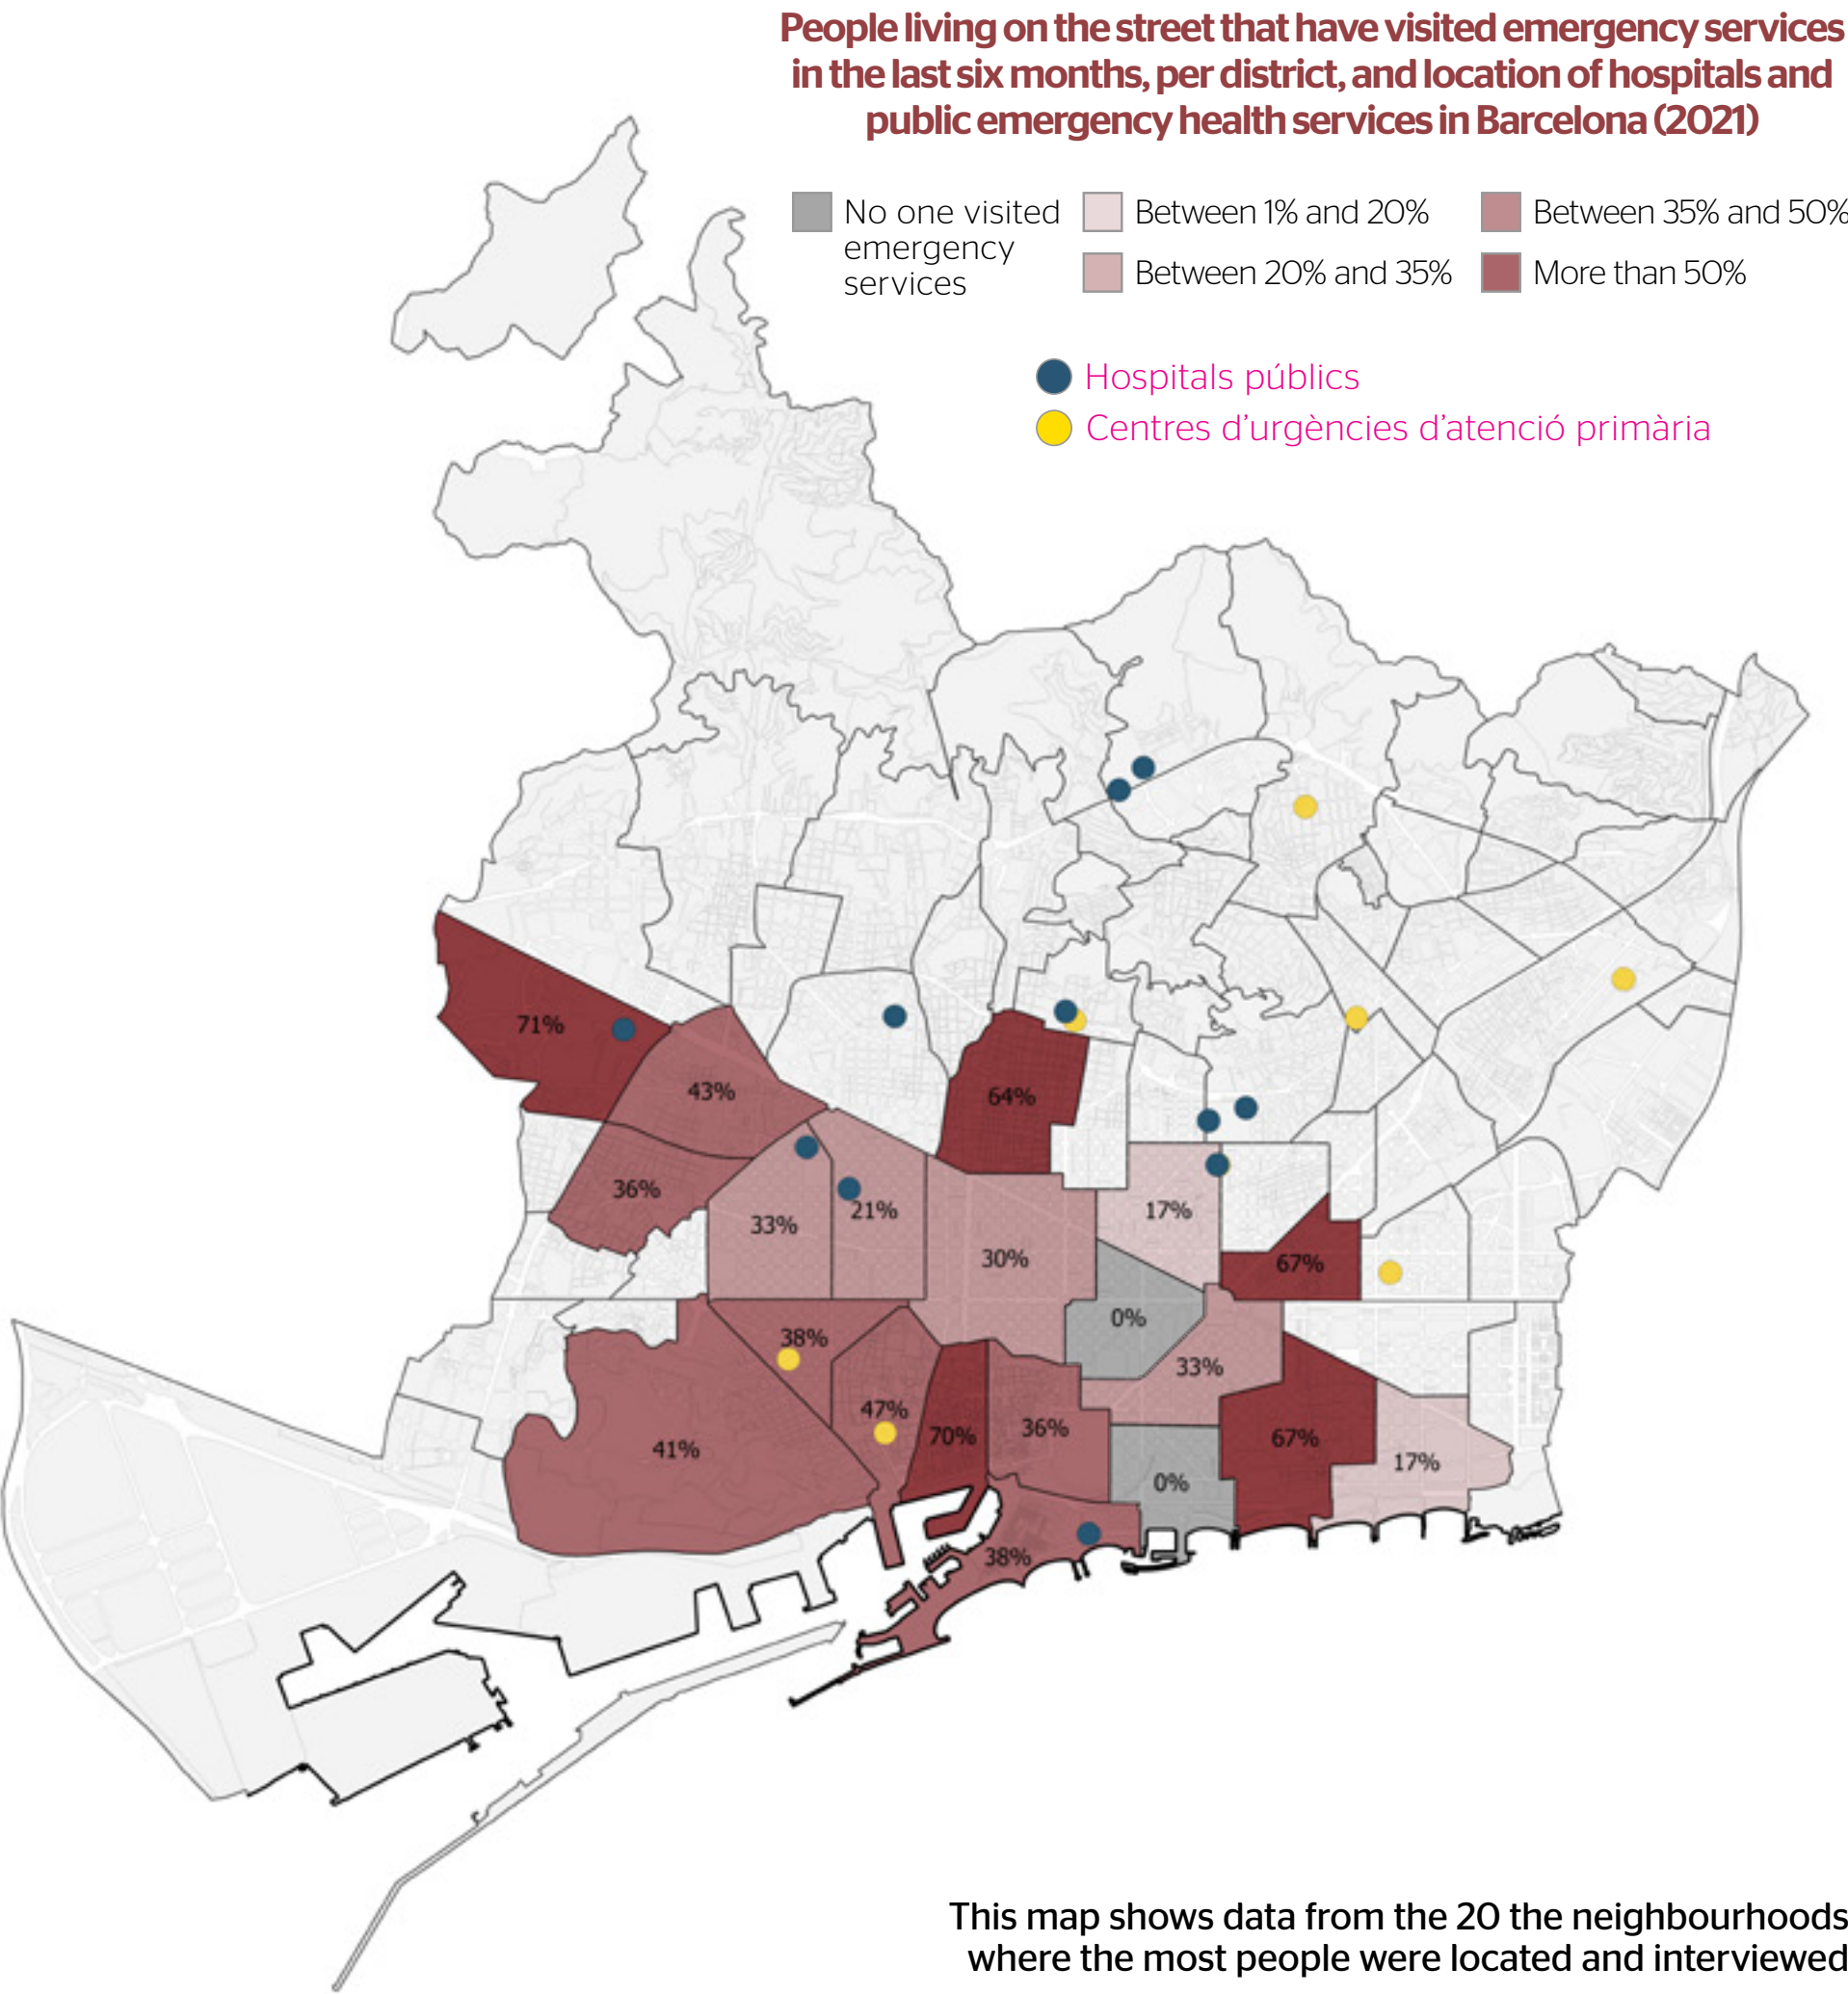 People living on the street that have visited emergency services
in the last six months, per district, and location of hospitals and
public emergency health services in Barcelona (2021)
No one visited
emergency
services
Between 1% and 20%
Between 20% and 35%
Between 35% and 50%
More than 50%
Hospitals públics
Centres d'urgències d'atenció primària
71%
43%
64%
36%
33%
21%
17%
30%
67%
0%
38%
33%
47%
70%
36%
41%
67%
17%
0%
38%
This map shows data from the 20 the neighbourhoods
where the most people were located and interviewed